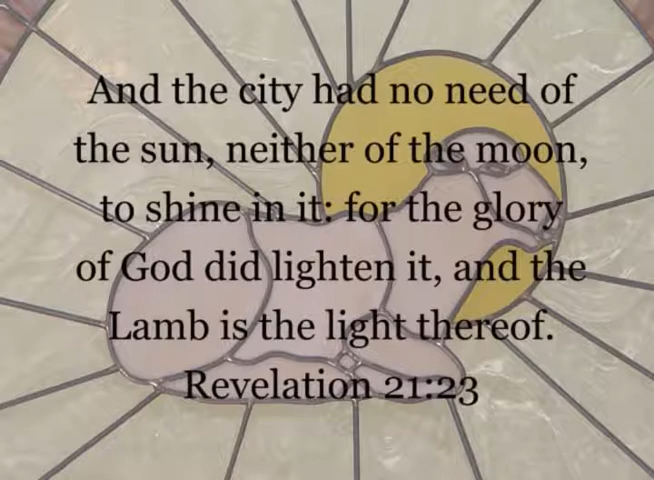 And the city had no need of
the sun, neither of the moon,
to shine in it: for the glory
of God did lighten it, and the
Lamb is the light thereof.
Revelation 21:23